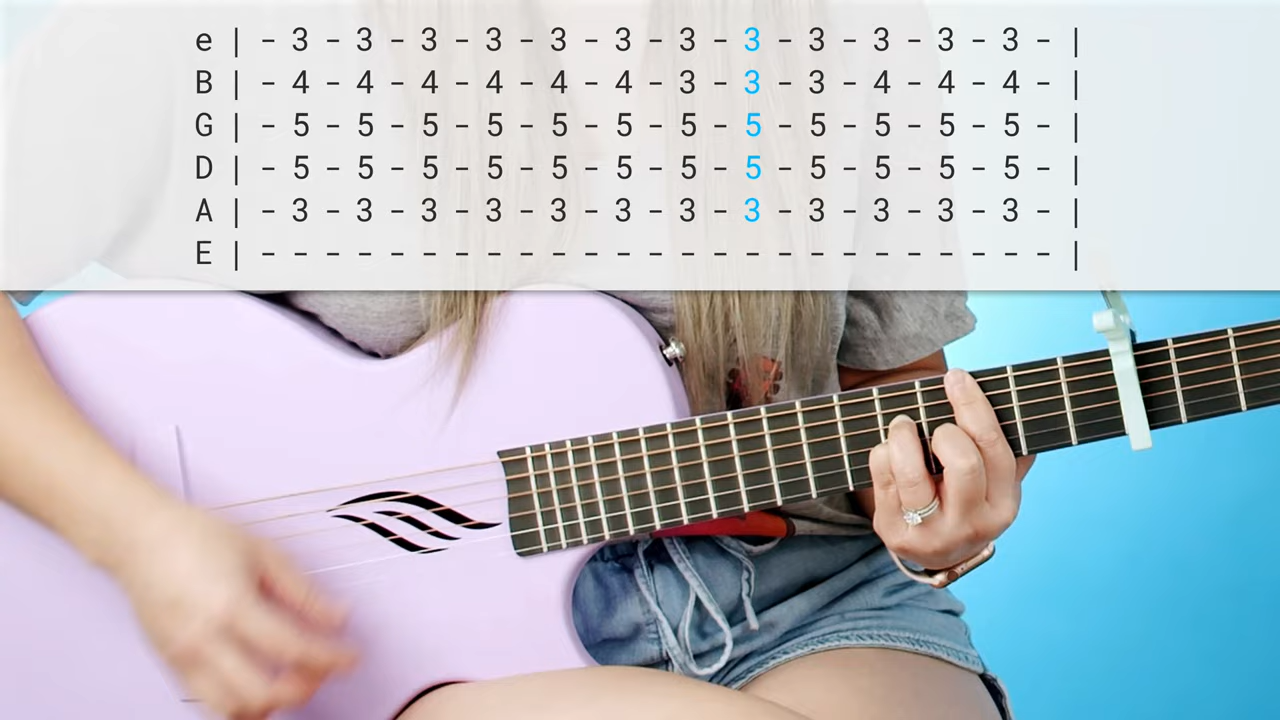 e | - 3 - 3 - 3 - 3 - 3 - 3 - 3 - 3 - 3 - 3 - 3 - 3 - |
B | - 4 - 4 - 4 - 4 - 4 - 4 - 3 - 3 - 3 - 4 - 4 - 4 - |
G | - 5 - 5 - 5 - 5 - 5 - 5 - 5 - 5 - 5 - 5 - 5 - 5 - |
D | - 5 - 5 - 5 - 5 - 5 - 5 - 5 - 5 - 5 - 5 - 5 - 5 - |
A | - 3 - 3 - 3 - 3 - 3 - 3 - 3 - 3 - 3 - 3 - 3 - 3 - |
E | - - - - - - - - - - - - - - - - - - - - - - - - - |